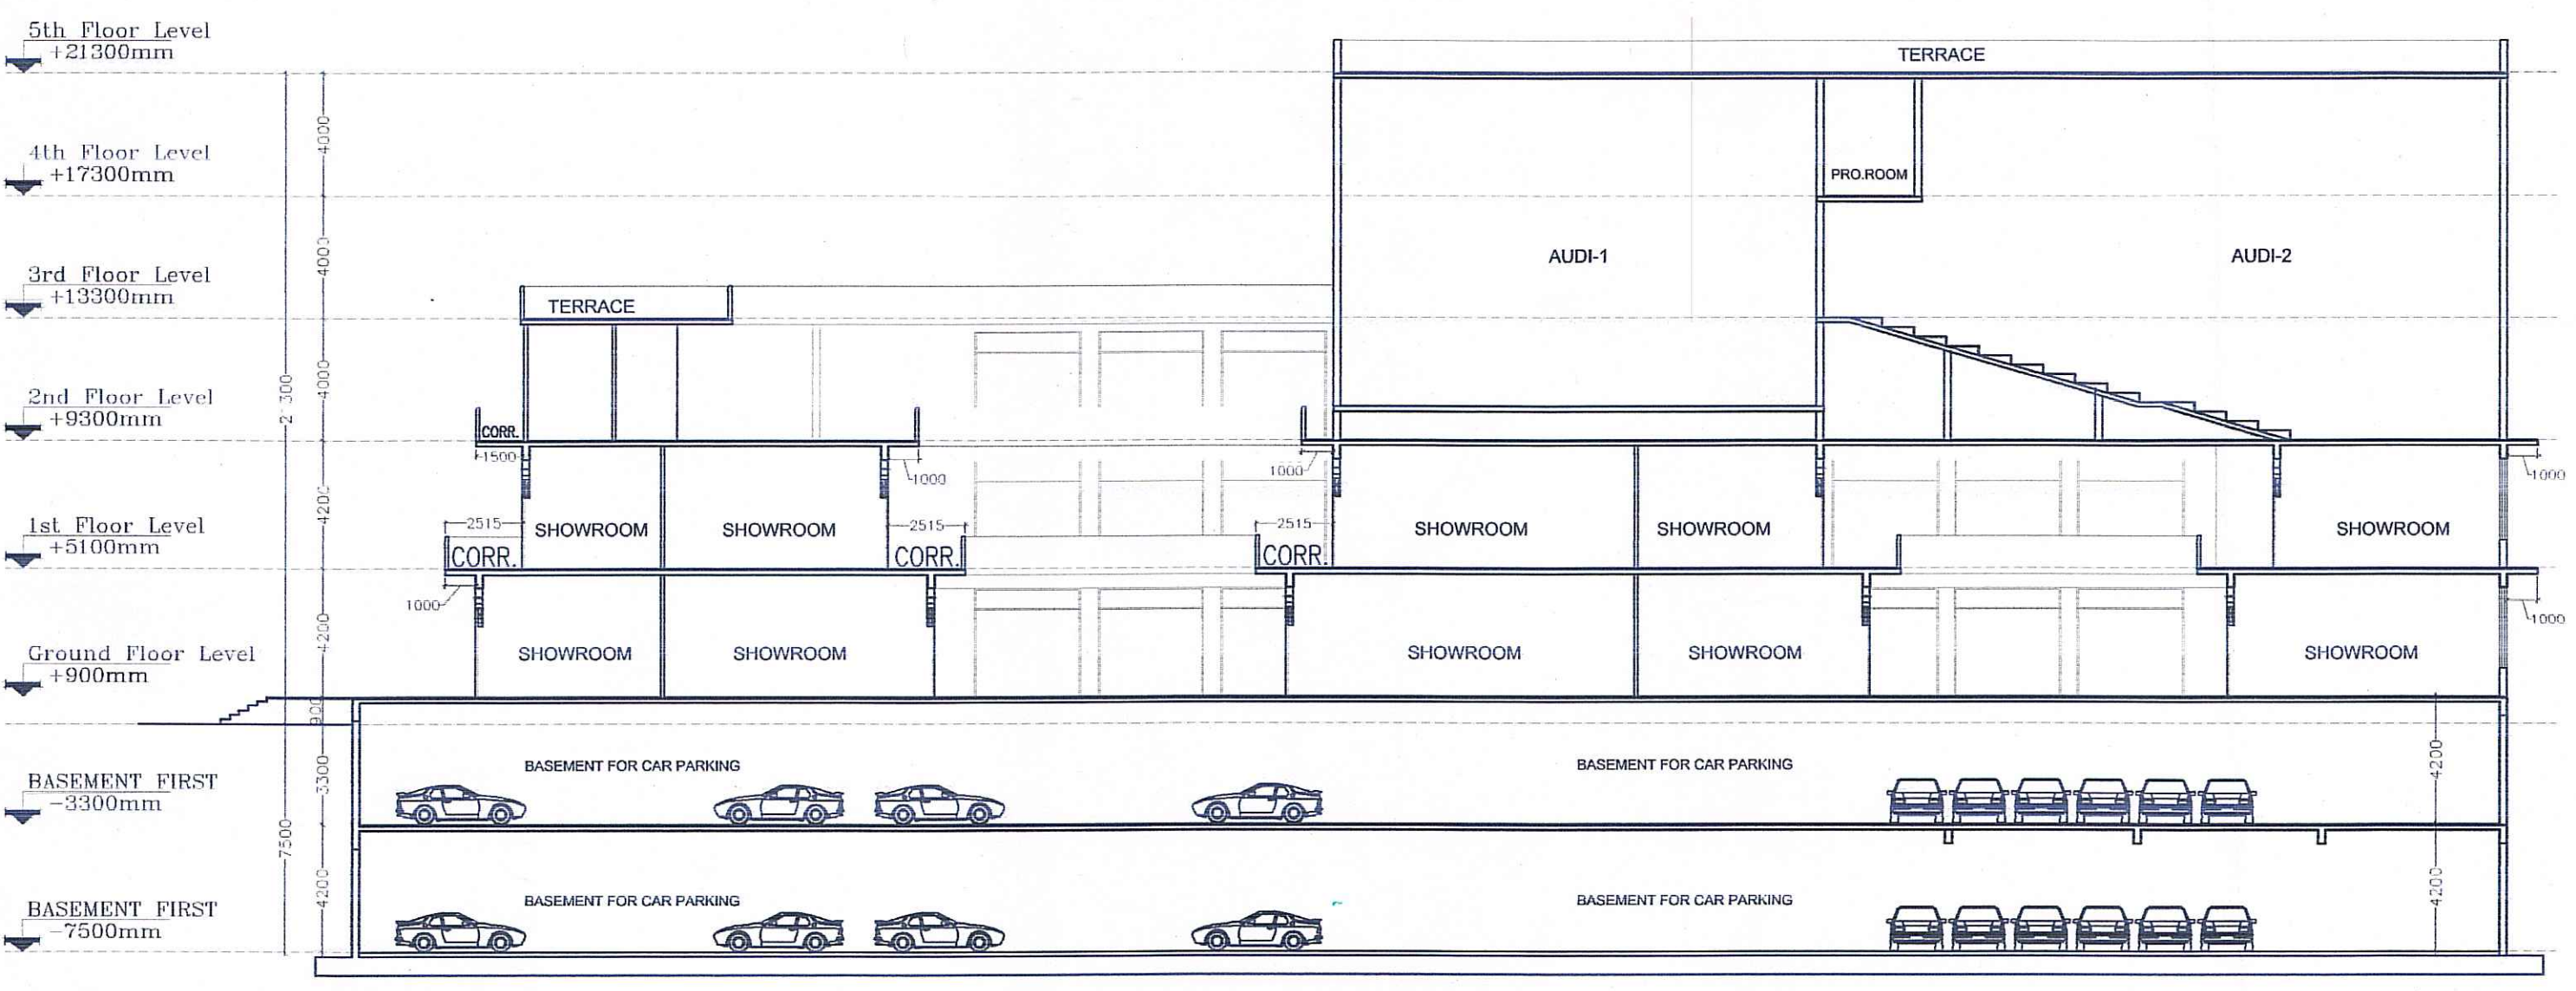 5th Floor Level
+21300mm
TERRACE
4000
4th Floor Level
+17300mm
PRO.ROOM
4000
AUDI-1
AUDI-2
3rd Floor Level
+13300mm
TERRACE
4000
2nd Floor Level
+9300mm
CORR.
1500
1000
1000
1000
4200
1st Floor Level
+5100mm
2515
SHOWROOM
SHOWROOM
2515
2515
SHOWROOM
SHOWROOM
SHOWROOM
CORR.
CORR.
CORR.
1000
1000
4200
Ground Floor Level
+900mm
SHOWROOM
SHOWROOM
SHOWROOM
SHOWROOM
SHOWROOM
900
BASEMENT FIRST
-3300mm
3300
BASEMENT FOR CAR PARKING
BASEMENT FOR CAR PARKING
4200
7500
BASEMENT FIRST
-7500mm
4200
BASEMENT FOR CAR PARKING
BASEMENT FOR CAR PARKING
4200